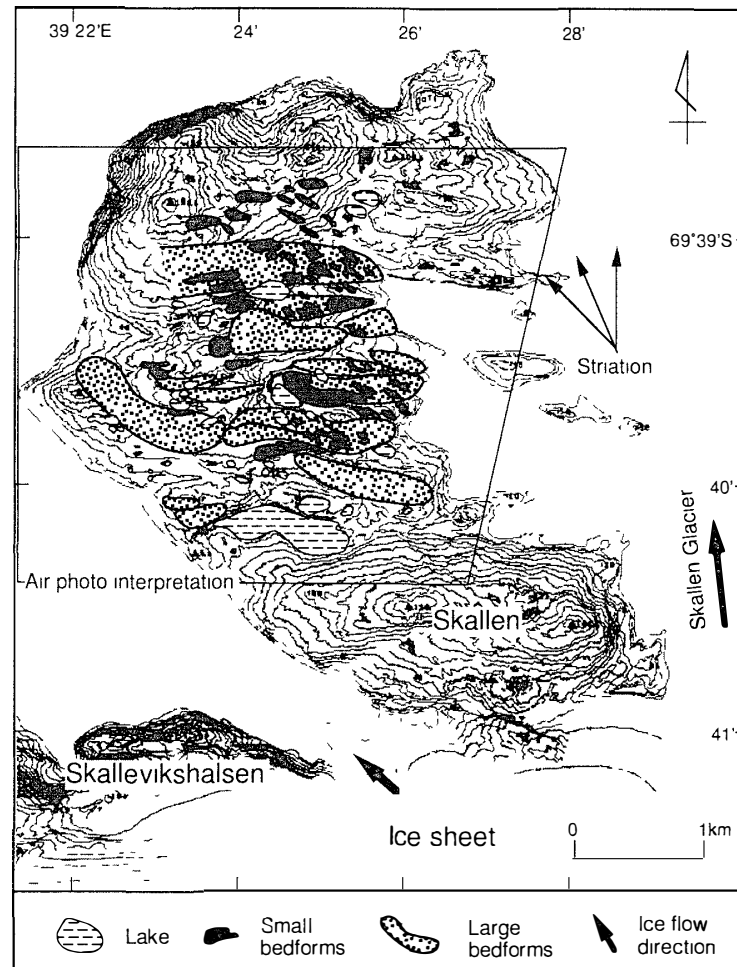 39 22'E
24'
26'
28'
69°39'S
Striation
40'
Skallen Glacier
Air photo interpretation
Skallen
41'
Skallevikshalsen
Ice sheet
0
1km
Lake
Small
bedforms
Large
bedforms
Ice flow
direction